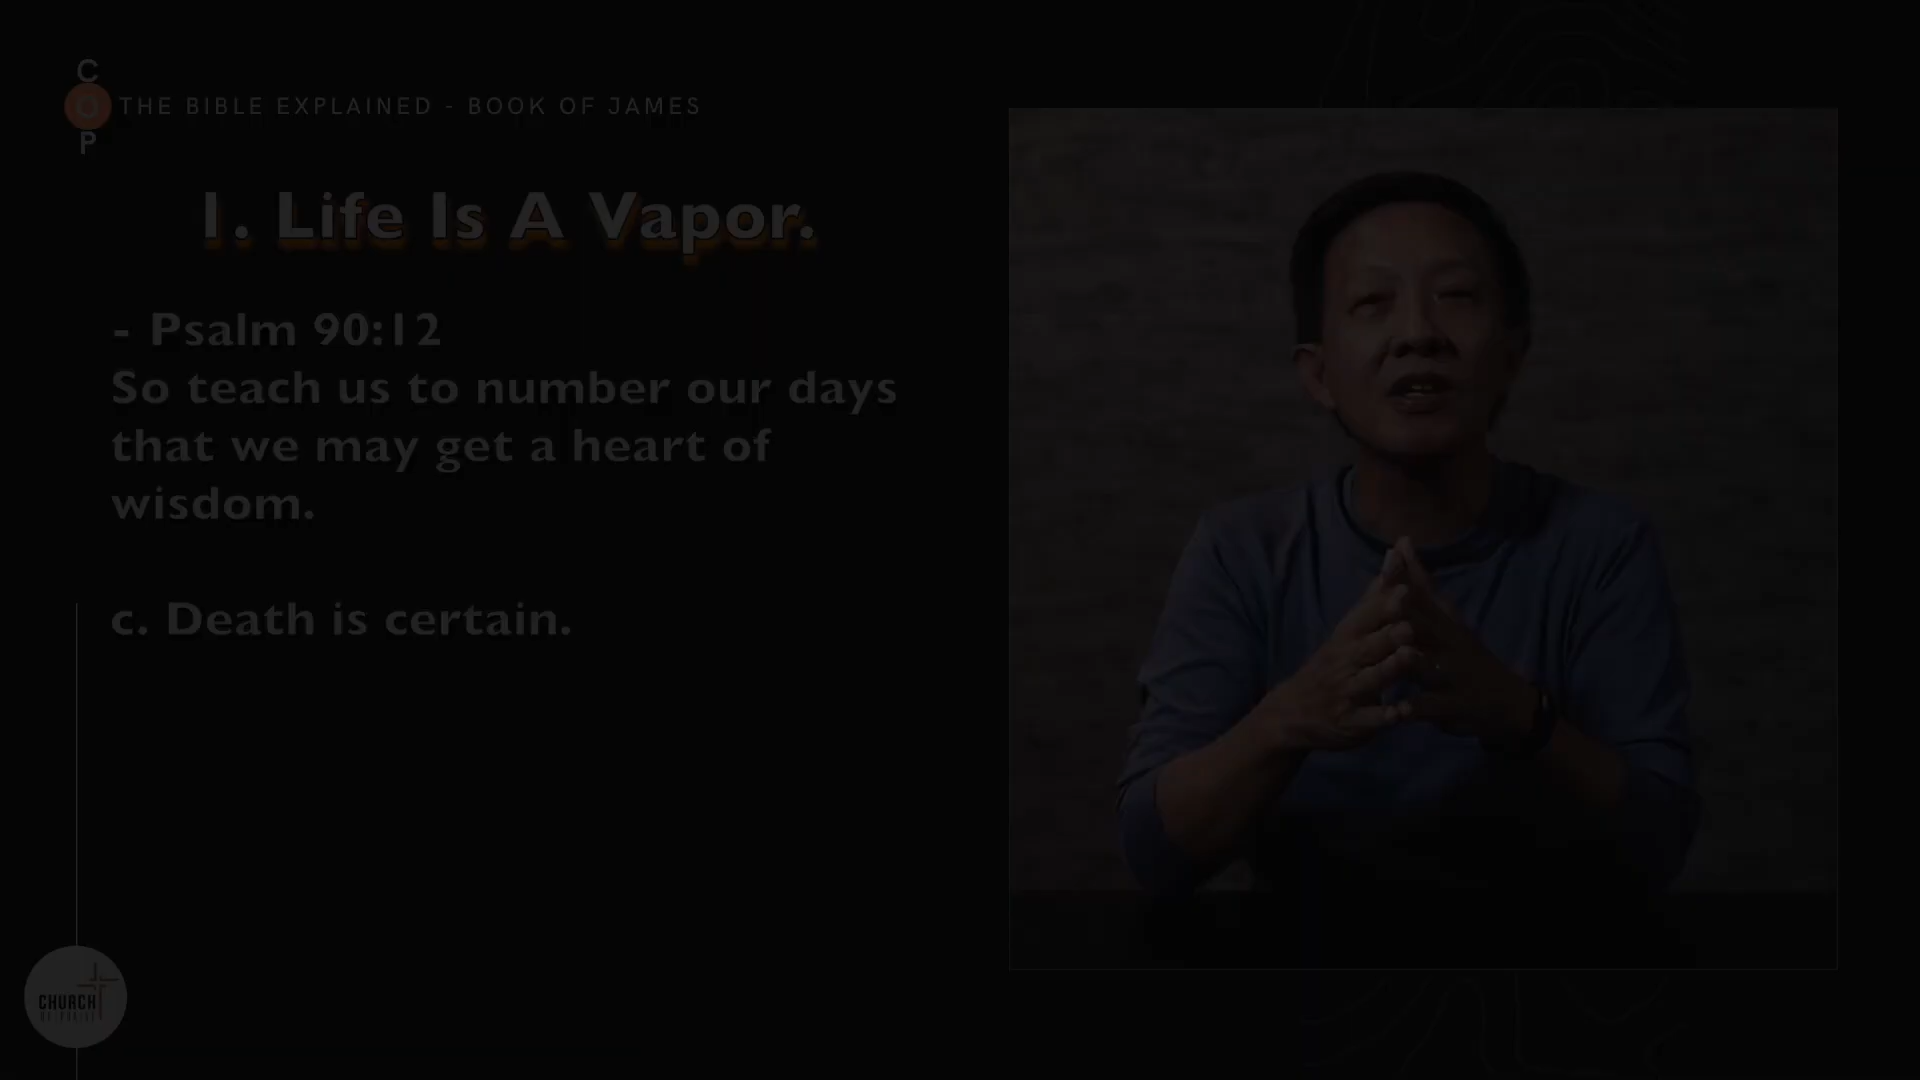 C
O
P
THE BIBLE EXPLAINED - BOOK OF JAMES
1. Life Is A Vapor.
- Psalm 90:12
So teach us to number our days
that we may get a heart of
wisdom.
c. Death is certain.
CHURCH